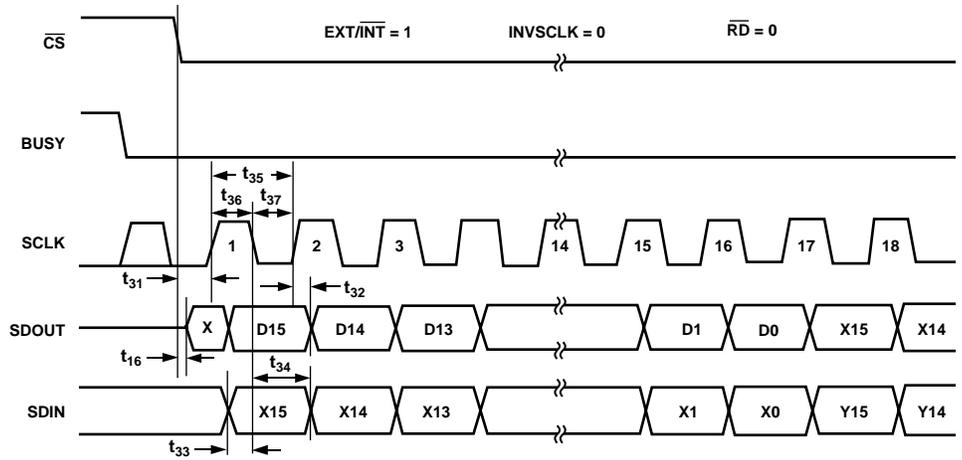 CS EXT/INT = 1 INVSCLK = 0 RD = 0
BUSY
t35
t36 t37
SCLK 1 2 3 14 15 16 17 18
t31 t32
SDOUT X D15 D14 D13 D1 D0 X15 X14
t16 t34
SDIN X15 X14 X13 X1 X0 Y15 Y14
t33